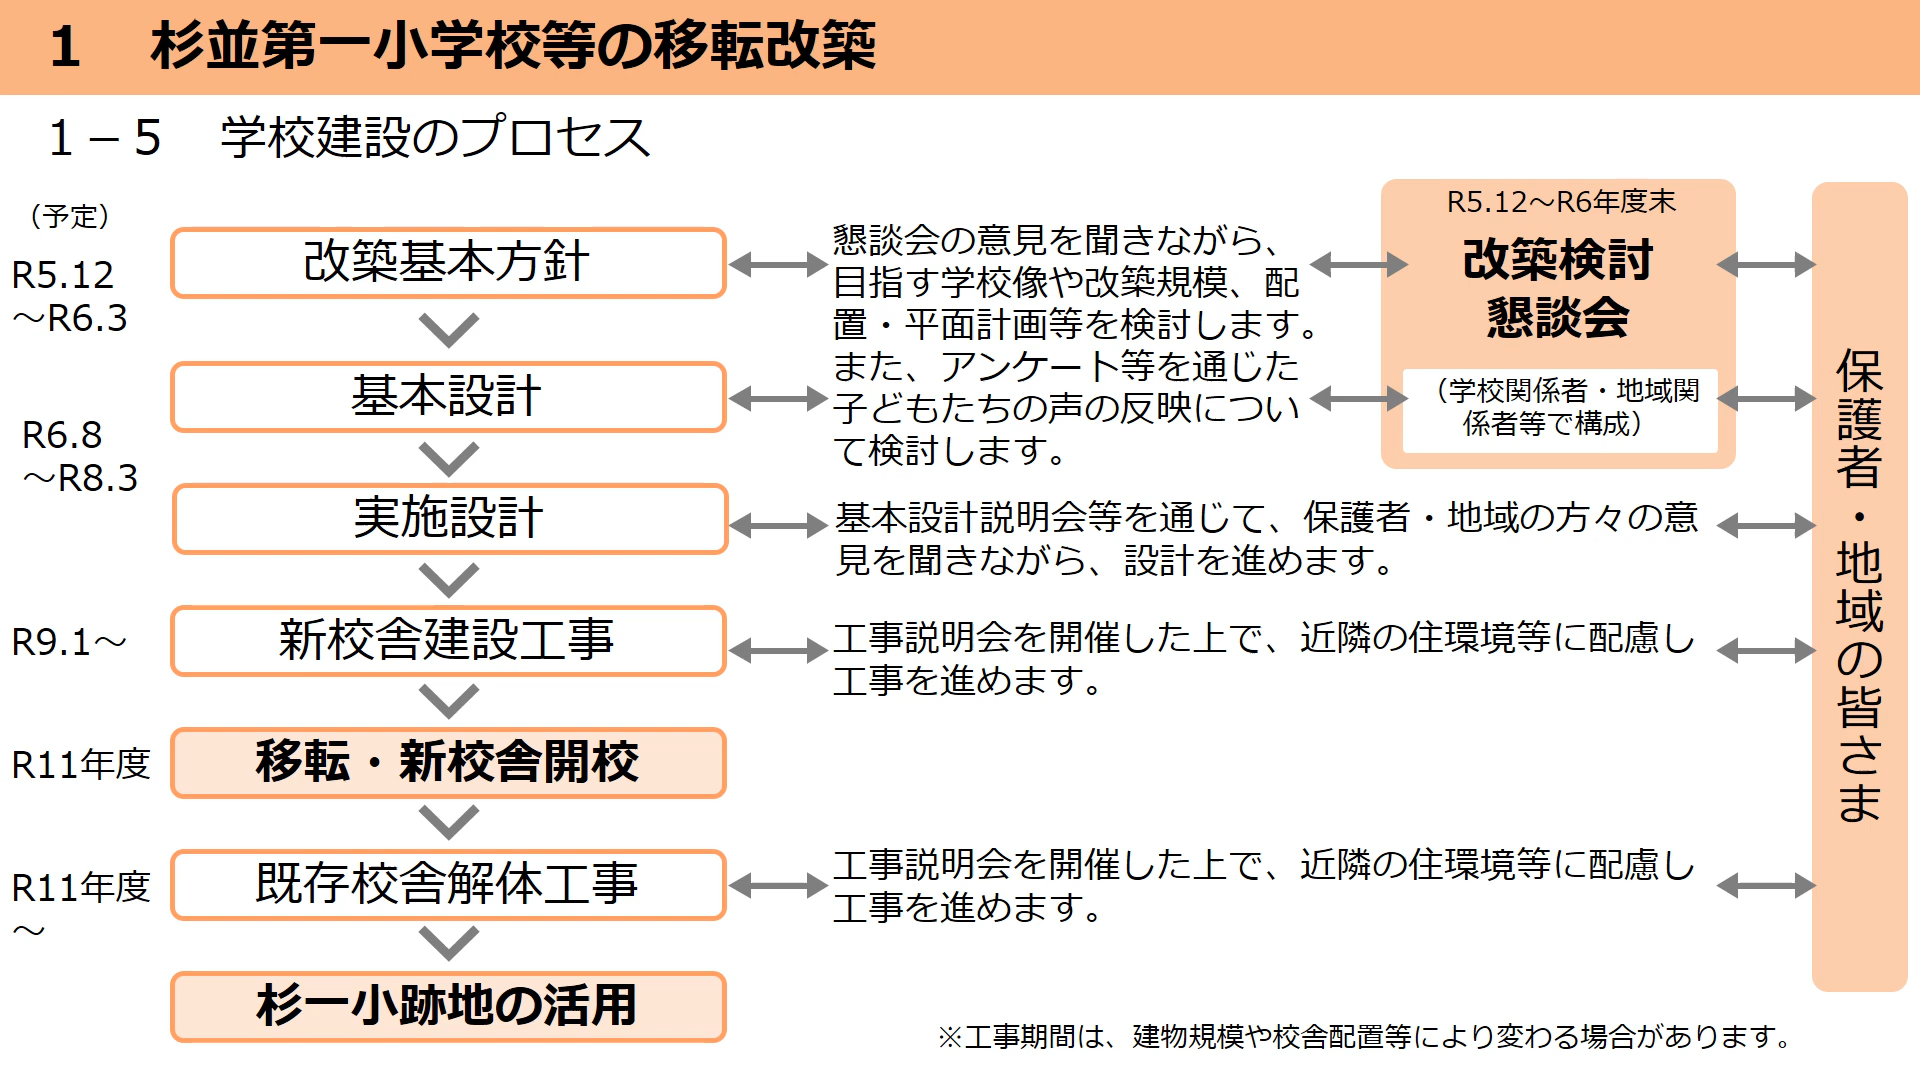 1　杉並第一小学校等の移転改築
１－５　学校建設のプロセス
（予定）
R5.12
～R6.3
改築基本方針
懇談会の意見を聞きながら、
目指す学校像や改築規模、配
置・平面計画等を検討します。
また、アンケート等を通じた
子どもたちの声の反映につい
て検討します。
R5.12～R6年度末
改築検討
懇談会
（学校関係者・地域関
係者等で構成）
保護者・地域の皆さま
R6.8
～R8.3
基本設計
実施設計
基本設計説明会等を通じて、保護者・地域の方々の意
見を聞きながら、設計を進めます。
R9.1～
新校舎建設工事
工事説明会を開催した上で、近隣の住環境等に配慮し
工事を進めます。
R11年度
移転・新校舎開校
R11年度
～
既存校舎解体工事
工事説明会を開催した上で、近隣の住環境等に配慮し
工事を進めます。
杉一小跡地の活用
※工事期間は、建物規模や校舎配置等により変わる場合があります。